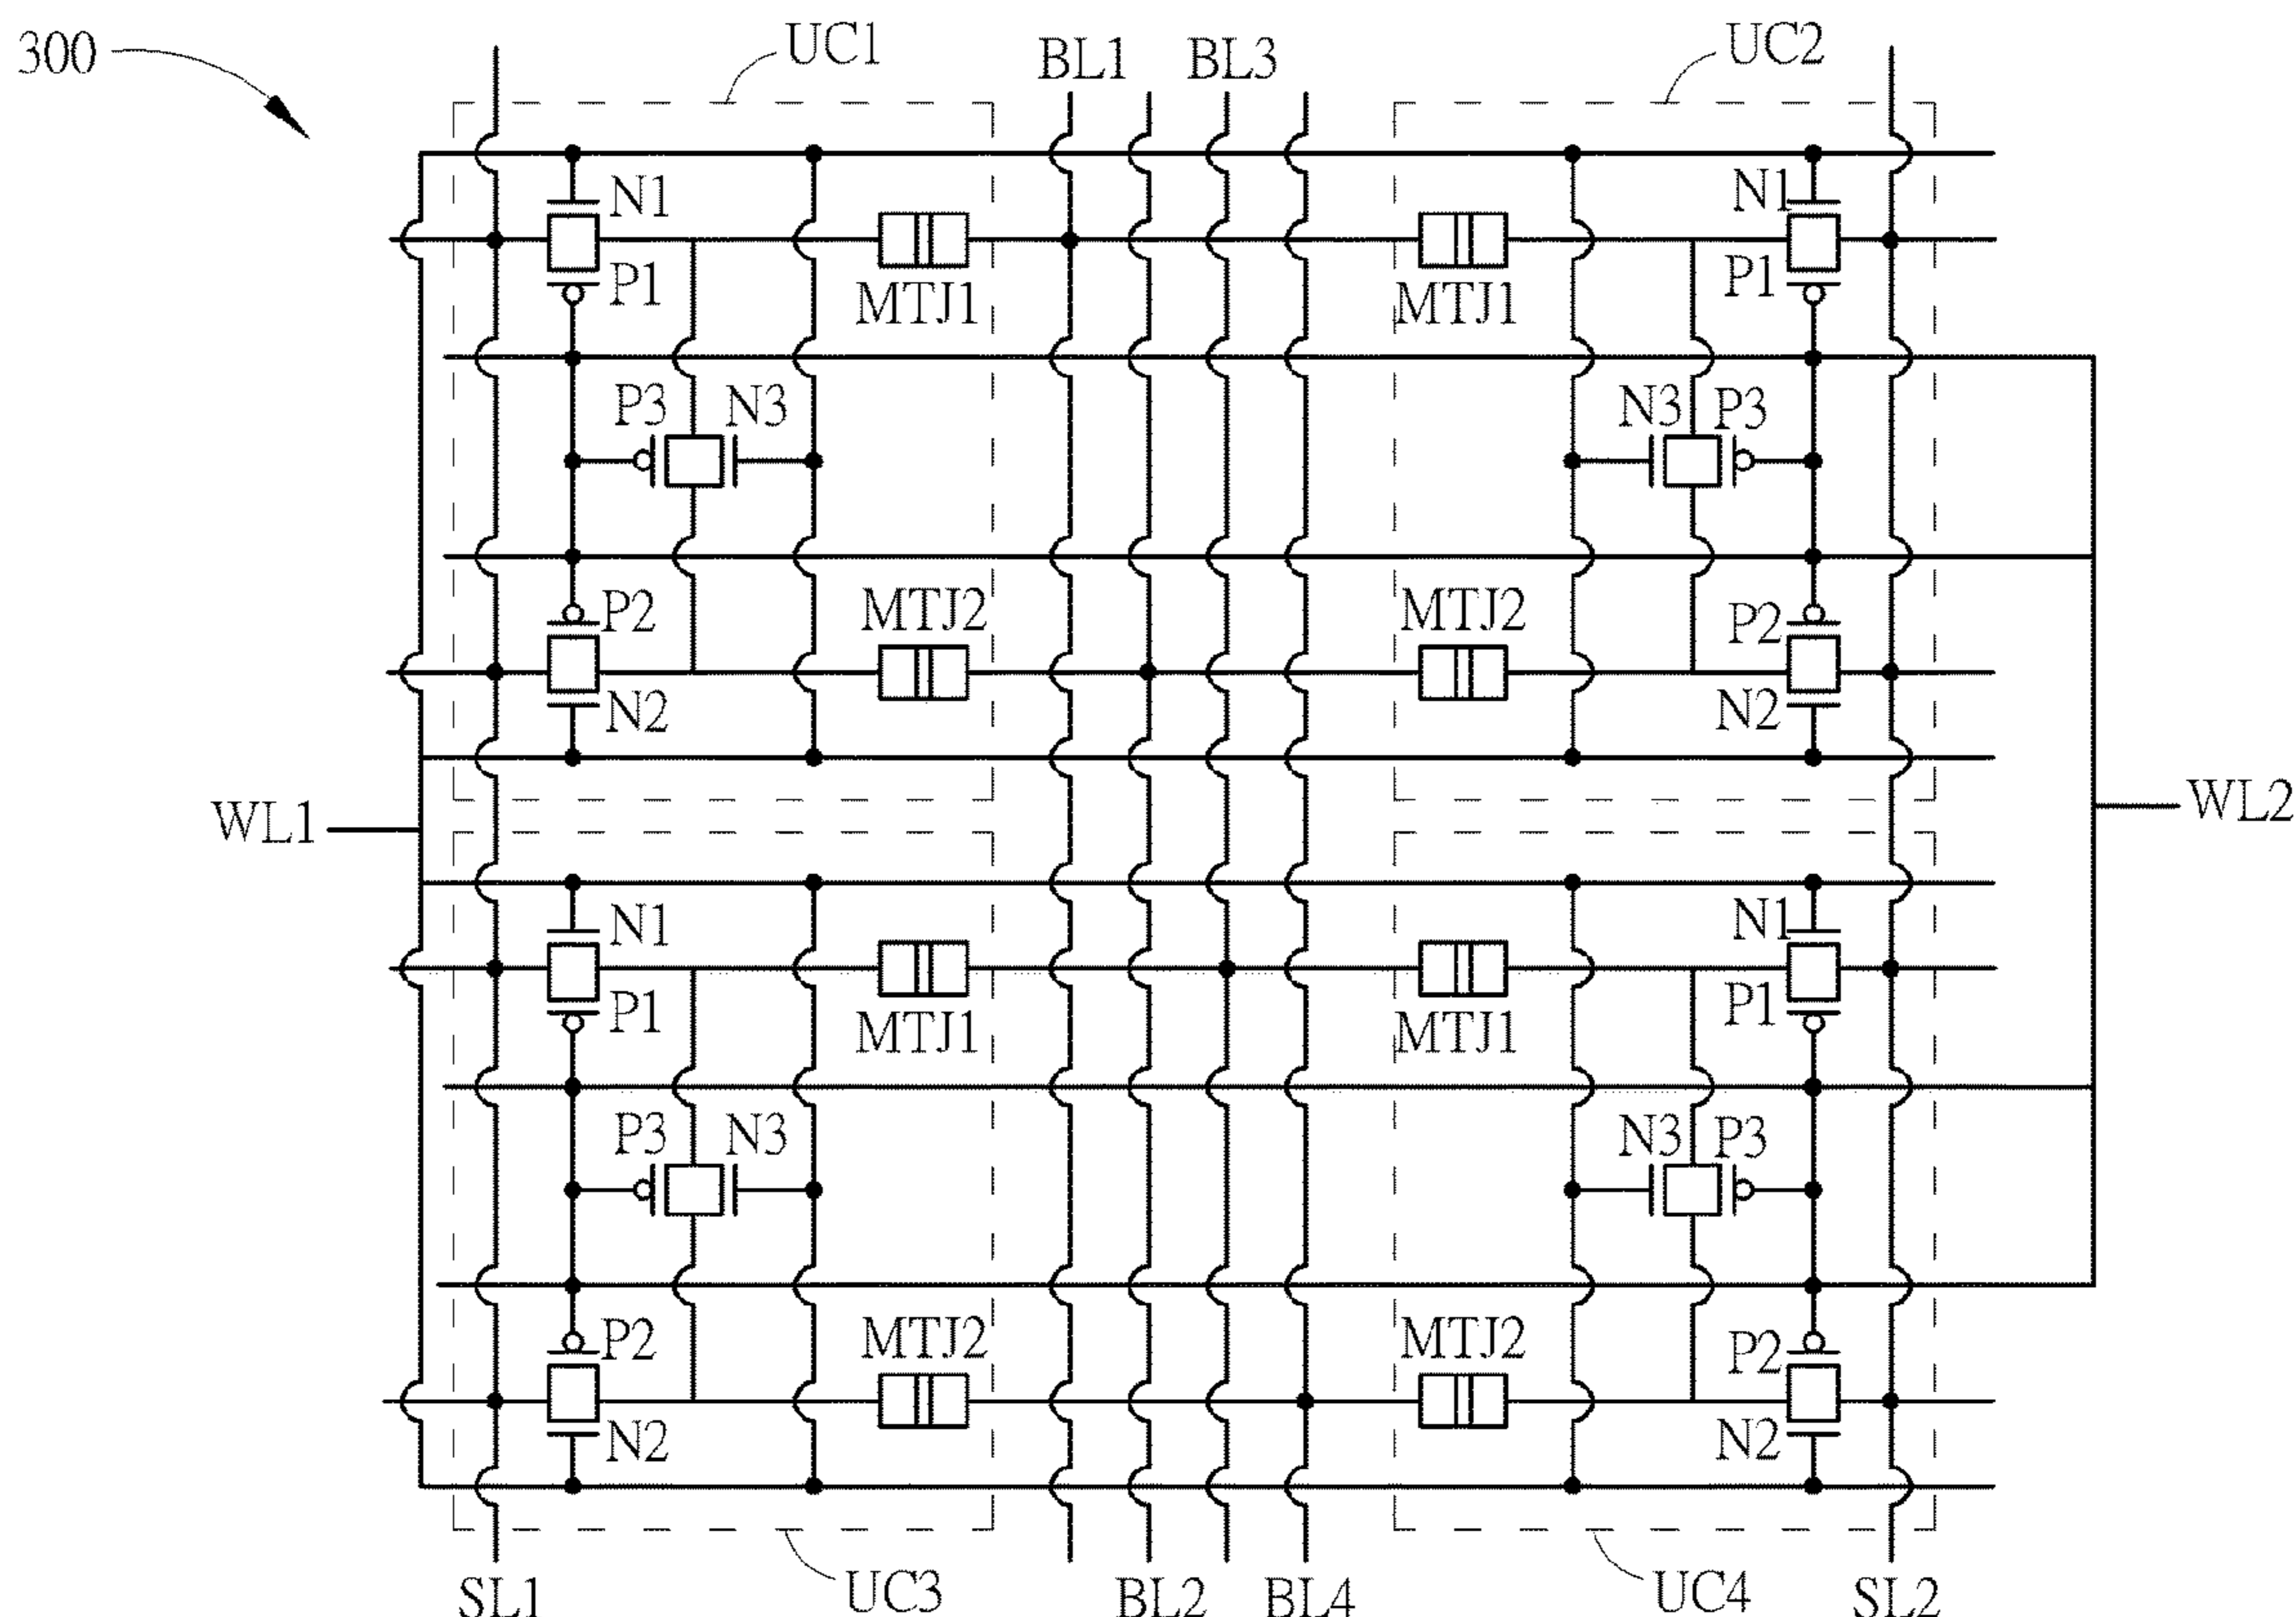 300
UC1
BL1
BL3
UC2
N1
N1
P1
MTJ1
MTJ1
P1
P3
N3
N3
P3
P2
MTJ2
MTJ2
P2
N2
N2
WL1
WL2
N1
N1
P1
MTJ1
MTJ1
P1
P3
N3
N3
P3
P2
MTJ2
MTJ2
P2
N2
N2
SL1
UC3
BL2
BL4
UC4
SL2